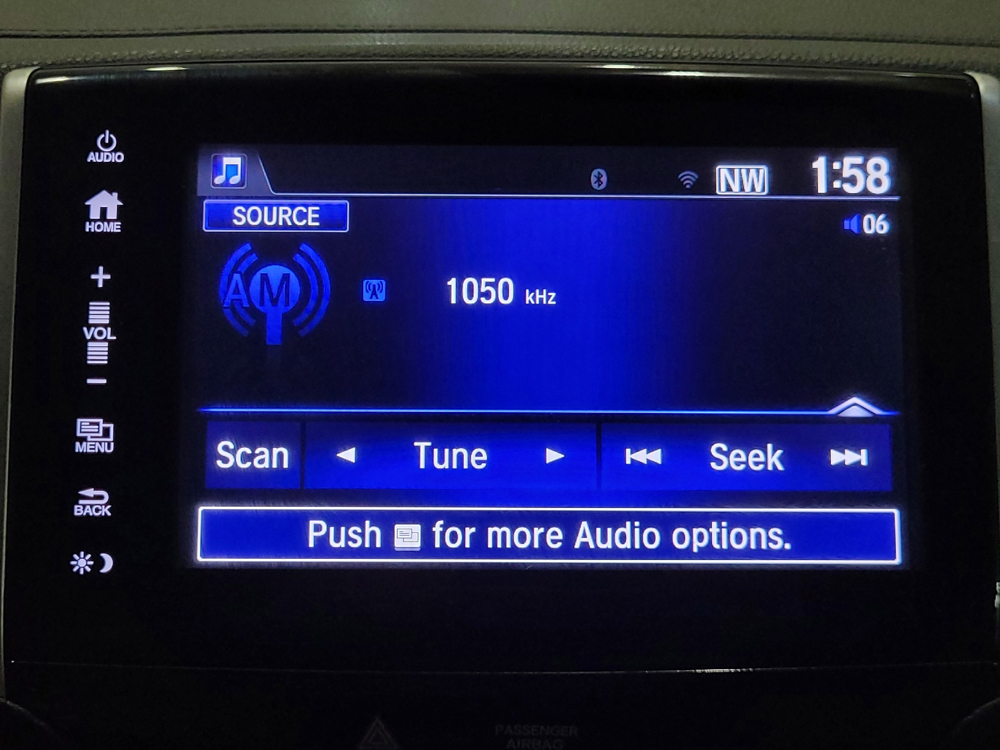 AUDIO
HOME
+
VOL
−
MENU
BACK
NW
1:58
SOURCE
06
AM
1050 kHz
Scan
Tune
Seek
Push for more Audio options.
PASSENGER
AIRBAG